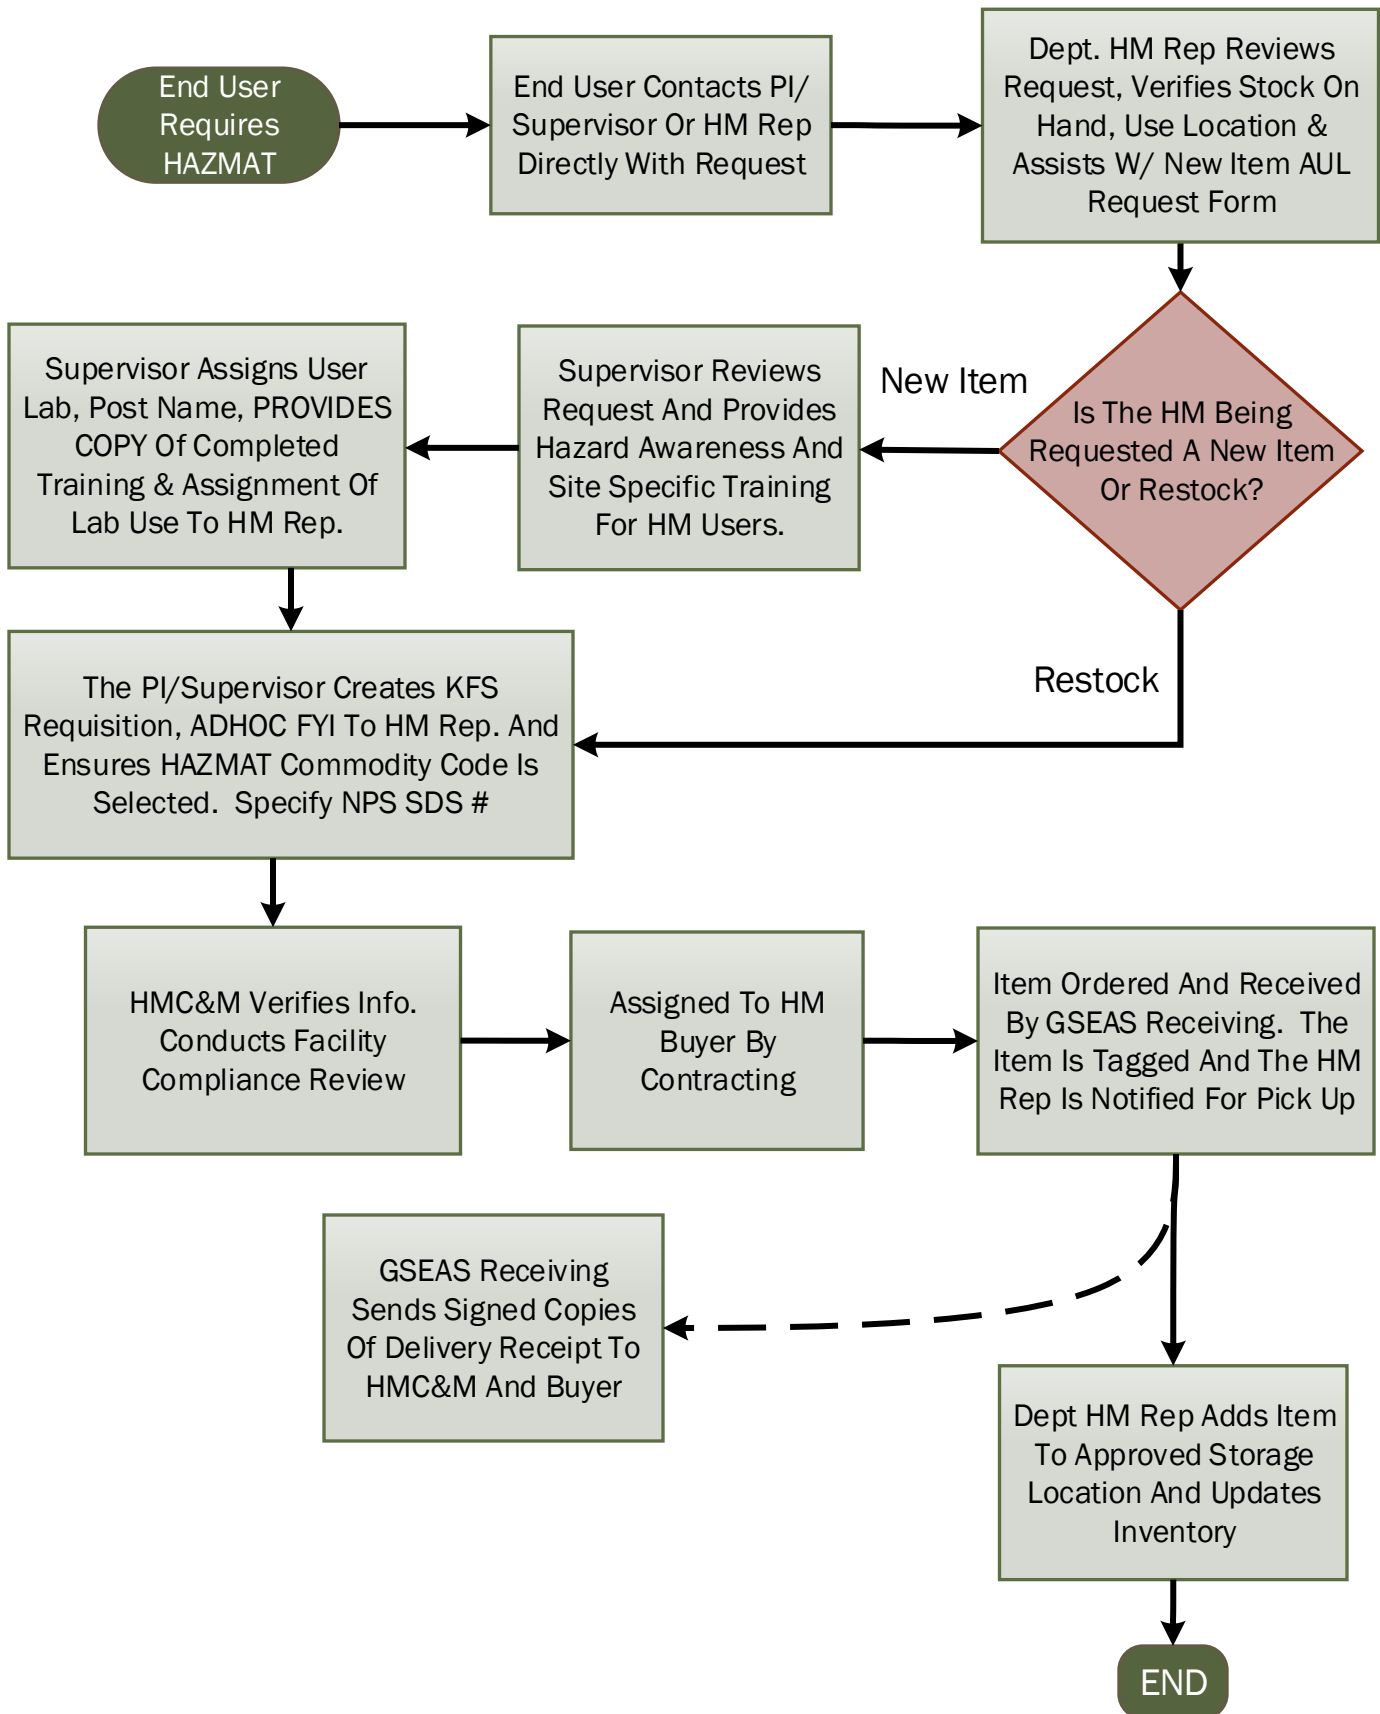 End User
Requires
HAZMAT
End User Contacts PI/
Supervisor Or HM Rep
Directly With Request
Dept. HM Rep Reviews
Request, Verifies Stock On
Hand, Use Location &
Assists W/ New Item AUL
Request Form
Is The HM Being
Requested A New Item
Or Restock?
New Item
Supervisor Reviews
Request And Provides
Hazard Awareness And
Site Specific Training
For HM Users.
Supervisor Assigns User
Lab, Post Name, PROVIDES
COPY Of Completed
Training & Assignment Of
Lab Use To HM Rep.
Restock
The PI/Supervisor Creates KFS
Requisition, ADHOC FYI To HM Rep. And
Ensures HAZMAT Commodity Code Is
Selected.  Specify NPS SDS #
HMC&M Verifies Info.
Conducts Facility
Compliance Review
Assigned To HM
Buyer By
Contracting
Item Ordered And Received
By GSEAS Receiving.  The
Item Is Tagged And The HM
Rep Is Notified For Pick Up
GSEAS Receiving
Sends Signed Copies
Of Delivery Receipt To
HMC&M And Buyer
Dept HM Rep Adds Item
To Approved Storage
Location And Updates
Inventory
END